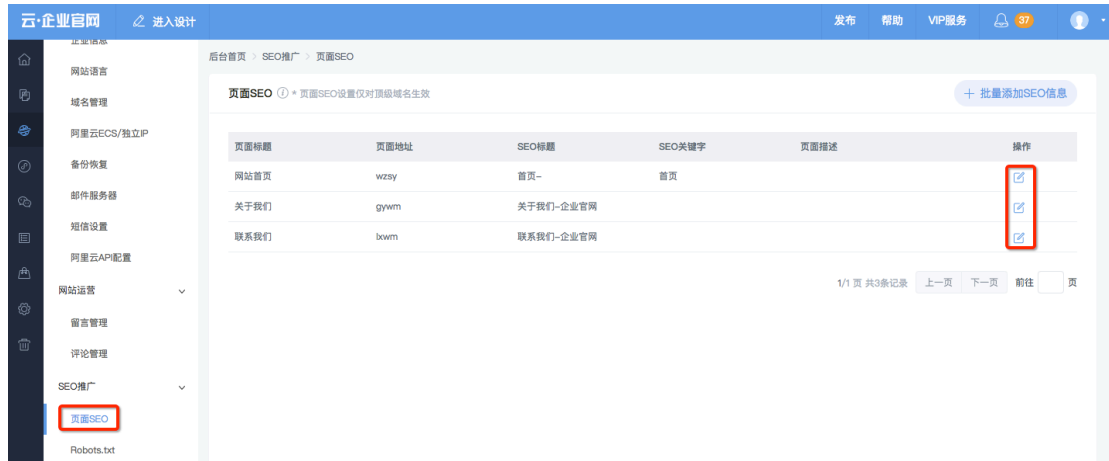 云·企业官网 进入设计 发布 帮助 VIP服务 37
企业信息
网站语言
域名管理
阿里云ECS/独立IP
备份恢复
邮件服务器
短信设置
阿里云API配置
网站运营
留言管理
评论管理
SEO推广
页面SEO
Robots.txt
后台首页 > SEO推广 > 页面SEO
页面SEO * 页面SEO设置仅对顶级域名生效 + 批量添加SEO信息
页面标题 页面地址 SEO标题 SEO关键字 页面描述 操作
网站首页 wzsy 首页- 首页
关于我们 gywm 关于我们-企业官网
联系我们 lxwm 联系我们-企业官网
1/1 页 共3条记录 上一页 下一页 前往 页